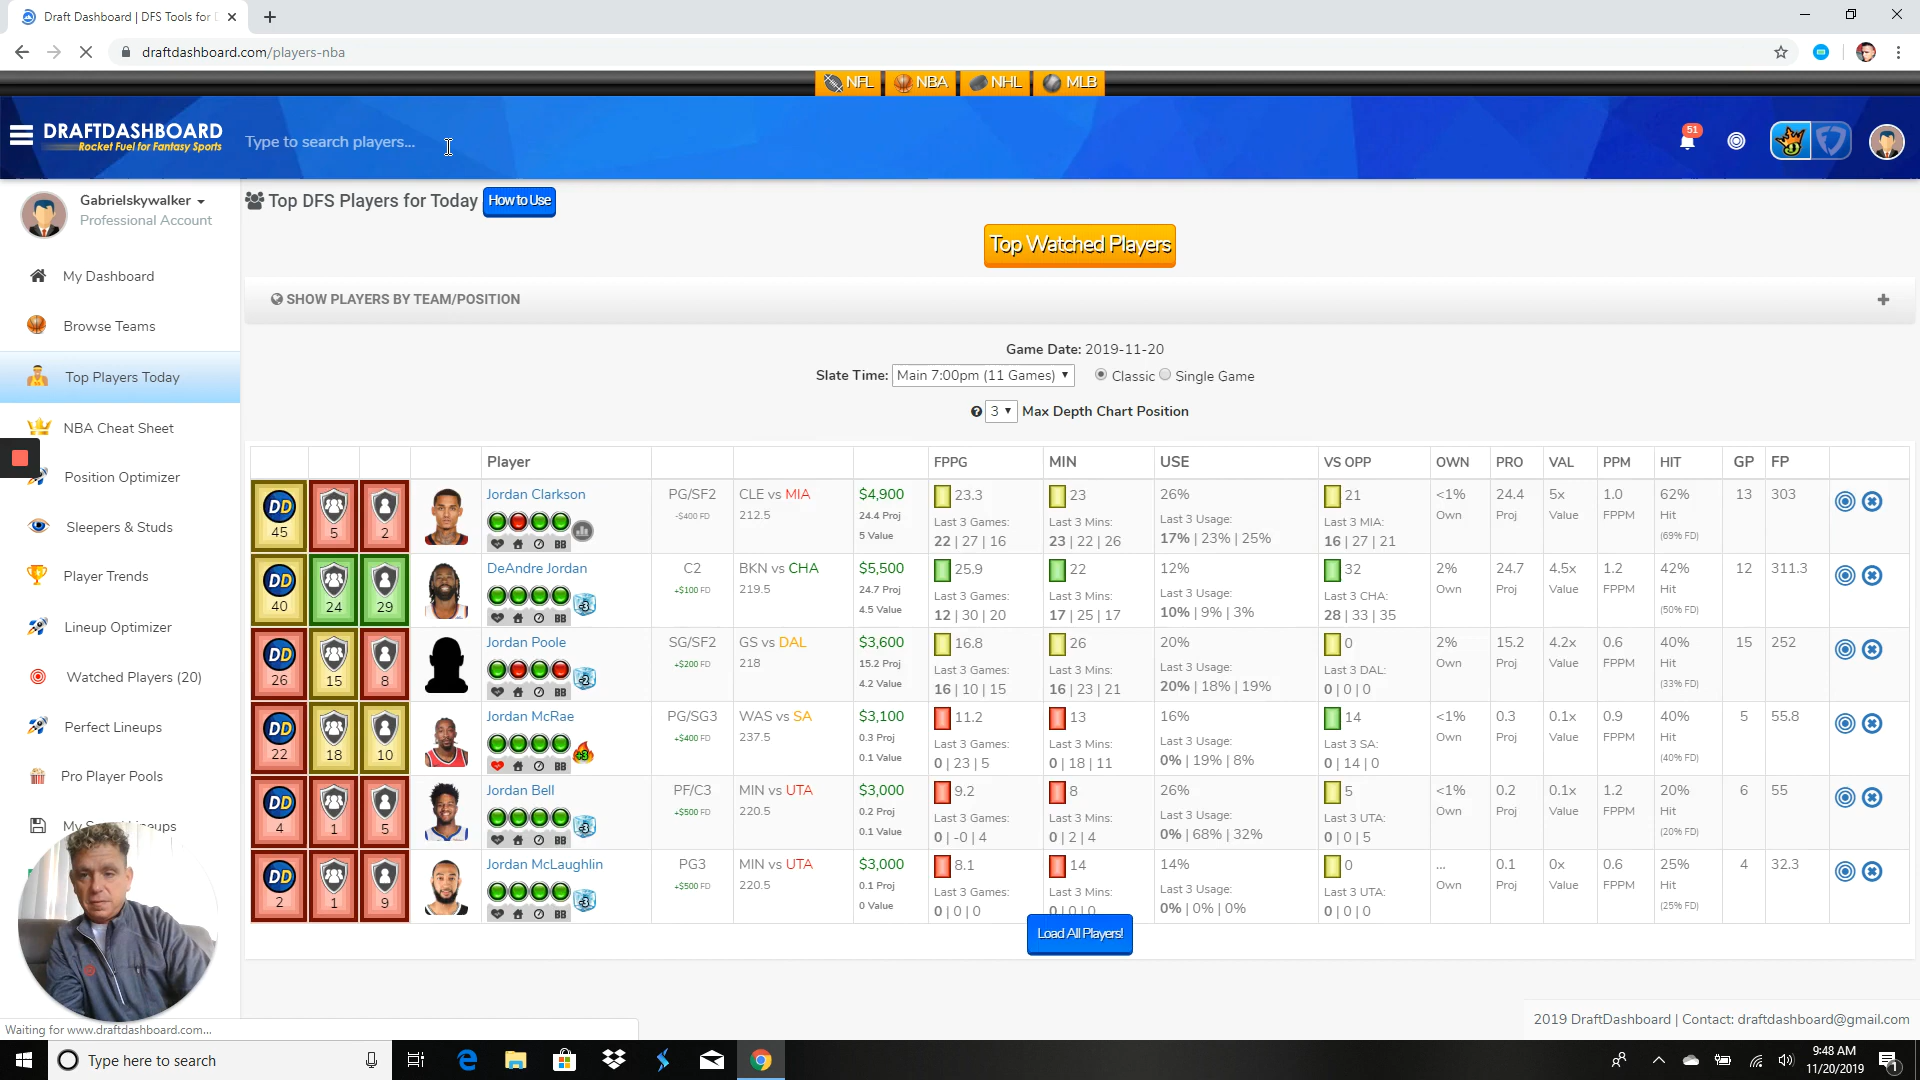 Draft Dashboard | DFS Tools for D
draftdashboard.com/players-nba
NFL NBA NHL MLB
DRAFTDASHBOARD
Rocket Fuel for Fantasy Sports
Type to search players...
51
Gabrielskywalker
Professional Account
My Dashboard
Browse Teams
Top Players Today
NBA Cheat Sheet
Position Optimizer
Sleepers & Studs
Player Trends
Lineup Optimizer
Watched Players (20)
Perfect Lineups
Pro Player Pools
Top DFS Players for Today How to Use
Top Watched Players
SHOW PLAYERS BY TEAM/POSITION +
Game Date: 2019-11-20
Slate Time: Main 7:00pm (11 Games) Classic Single Game
3 Max Depth Chart Position
Player FPPG MIN USE VS OPP OWN PRO VAL PPM HIT GP FP
Jordan Clarkson PG/SF2 CLE vs MIA $4,900 23.3 23 26% 21 <1% 24.4 5x 1.0 62% 13 303
DD -$400 FD 212.5 24.4 Proj Own Proj Value FPPM Hit
45 5 2 5 Value Last 3 Games: Last 3 Mins: Last 3 Usage: Last 3 MIA: (69% FD)
BB 22 | 27 | 16 23 | 22 | 26 17% | 23% | 25% 16 | 27 | 21
DeAndre Jordan C2 BKN vs CHA $5,500 25.9 22 12% 32 2% 24.7 4.5x 1.2 42% 12 311.3
DD +$100 FD 219.5 24.7 Proj Own Proj Value FPPM Hit
40 24 29 4.5 Value Last 3 Games: Last 3 Mins: Last 3 Usage: Last 3 CHA: (50% FD)
BB 12 | 30 | 20 17 | 25 | 17 10% | 9% | 3% 28 | 33 | 35
Jordan Poole SG/SF2 GS vs DAL $3,600 16.8 26 20% 0 2% 15.2 4.2x 0.6 40% 15 252
DD +$200 FD 218 15.2 Proj Own Proj Value FPPM Hit
26 15 8 4.2 Value Last 3 Games: Last 3 Mins: Last 3 Usage: Last 3 DAL: (33% FD)
BB 16 | 10 | 15 16 | 23 | 21 20% | 18% | 19% 0 | 0 | 0
Jordan McRae PG/SG3 WAS vs SA $3,100 11.2 13 16% 14 <1% 0.3 0.1x 0.9 40% 5 55.8
DD +$400 FD 237.5 0.3 Proj Own Proj Value FPPM Hit
22 18 10 0.1 Value Last 3 Games: Last 3 Mins: Last 3 Usage: Last 3 SA: (40% FD)
BB 0 | 23 | 5 0 | 18 | 11 0% | 19% | 8% 0 | 14 | 0
Jordan Bell PF/C3 MIN vs UTA $3,000 9.2 8 26% 5 <1% 0.2 0.1x 1.2 20% 6 55
DD +$500 FD 220.5 0.2 Proj Own Proj Value FPPM Hit
4 1 5 0.1 Value Last 3 Games: Last 3 Mins: Last 3 Usage: Last 3 UTA: (20% FD)
BB 0 | -0 | 4 0 | 2 | 4 0% | 68% | 32% 0 | 0 | 5
Jordan McLaughlin PG3 MIN vs UTA $3,000 8.1 14 14% 0 ... 0.1 0x 0.6 25% 4 32.3
DD +$500 FD 220.5 0.1 Proj Own Proj Value FPPM Hit
2 1 9 0 Value Last 3 Games: Last 3 Mins: Last 3 Usage: Last 3 UTA: (25% FD)
BB 0 | 0 | 0 0 | 0 | 0 0% | 0% | 0% 0 | 0 | 0
Load All Players!
2019 DraftDashboard | Contact: draftdashboard@gmail.com
Waiting for www.draftdashboard.com...
Type here to search
9:48 AM
11/20/2019
1